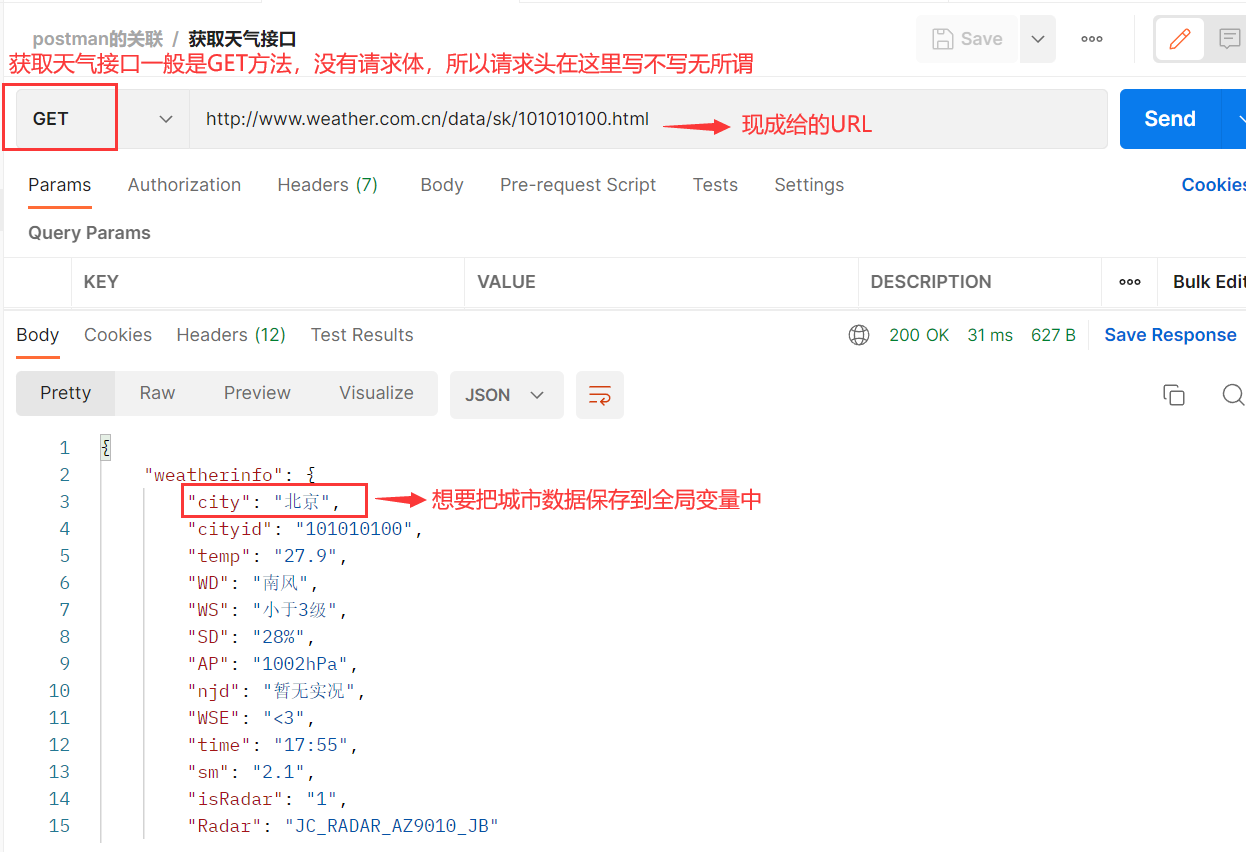 postman的关联 / 获取天气接口
Save
获取天气接口一般是GET方法，没有请求体，所以请求头在这里写不写无所谓
GET
http://www.weather.com.cn/data/sk/101010100.html
现成给的URL
Send
Params Authorization Headers (7) Body Pre-request Script Tests Settings Cookies
Query Params
KEY VALUE DESCRIPTION Bulk Edit
Body Cookies Headers (12) Test Results 200 OK 31 ms 627 B Save Response
Pretty Raw Preview Visualize JSON
1 {
2 "weatherinfo": {
3 "city": "北京", 想要把城市数据保存到全局变量中
4 "cityid": "101010100",
5 "temp": "27.9",
6 "WD": "南风",
7 "WS": "小于3级",
8 "SD": "28%",
9 "AP": "1002hPa",
10 "njd": "暂无实况",
11 "WSE": "<3",
12 "time": "17:55",
13 "sm": "2.1",
14 "isRadar": "1",
15 "Radar": "JC_RADAR_AZ9010_JB"